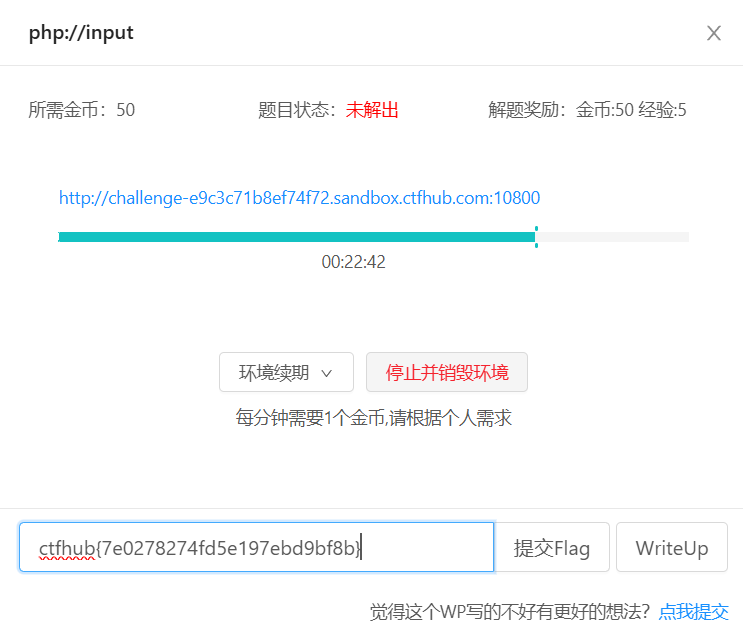 php://input
所需金币：50 题目状态：未解出 解题奖励：金币:50 经验:5
http://challenge-e9c3c71b8ef74f72.sandbox.ctfhub.com:10800
00:22:42
环境续期 停止并销毁环境
每分钟需要1个金币,请根据个人需求
ctfhub{7e0278274fd5e197ebd9bf8b} 提交Flag WriteUp
觉得这个WP写的不好有更好的想法？点我提交